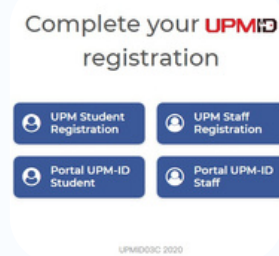 Complete your UPMID
registration
UPM Student
Registration
UPM Staff
Registration
Portal UPM-ID
Student
Portal UPM-ID
Staff
UPMID03C 2020